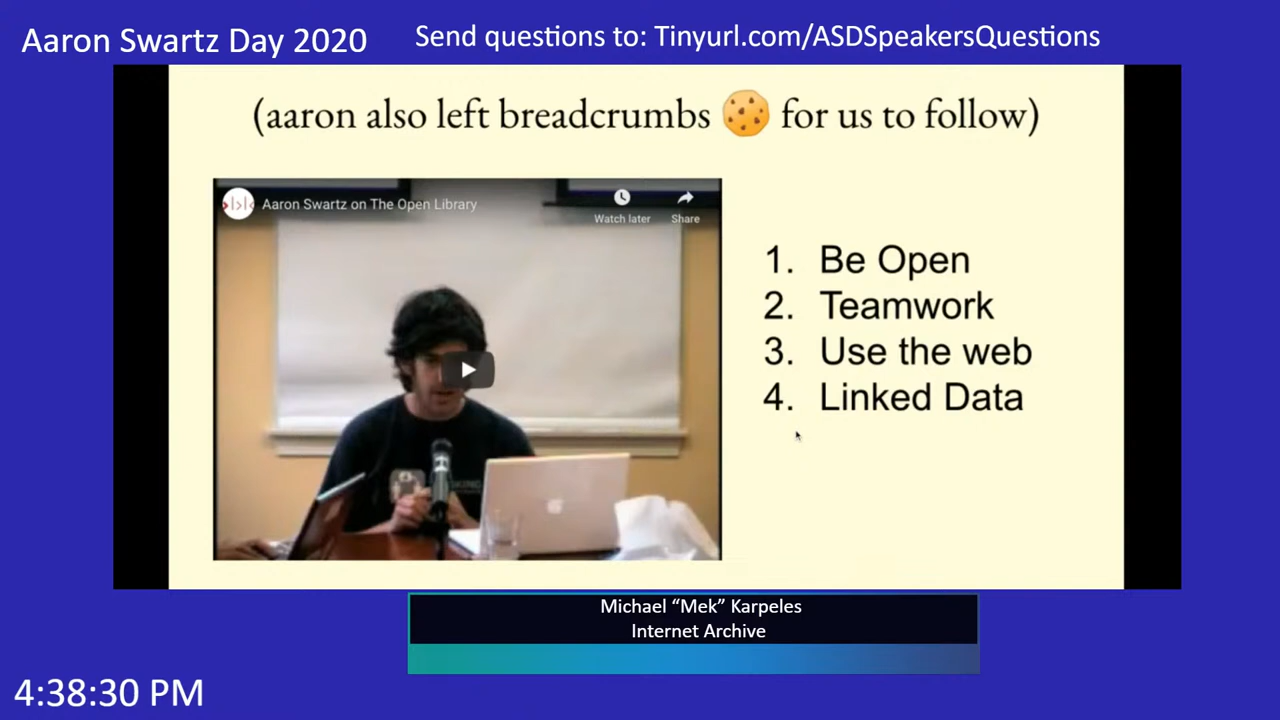 Aaron Swartz Day 2020
Send questions to: Tinyurl.com/ASDSpeakersQuestions
(aaron also left breadcrumbs 🍪 for us to follow)
Aaron Swartz on The Open Library
Watch later
Share
1. Be Open
2. Teamwork
3. Use the web
4. Linked Data
Michael “Mek” Karpeles
Internet Archive
4:38:30 PM